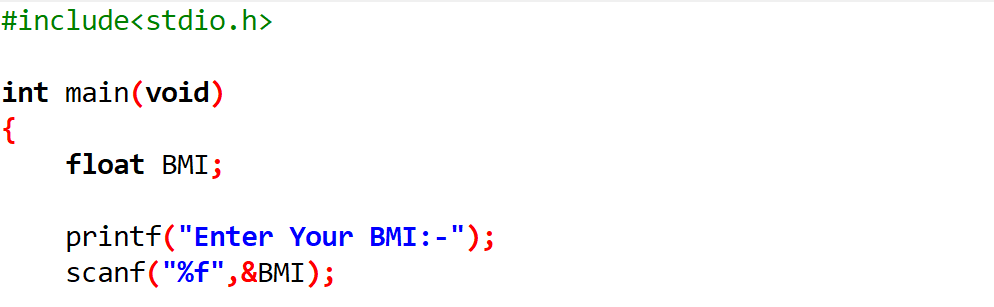 #include<stdio.h>
int main(void)
{
float BMI;
printf("Enter Your BMI:-");
scanf("%f",&BMI);